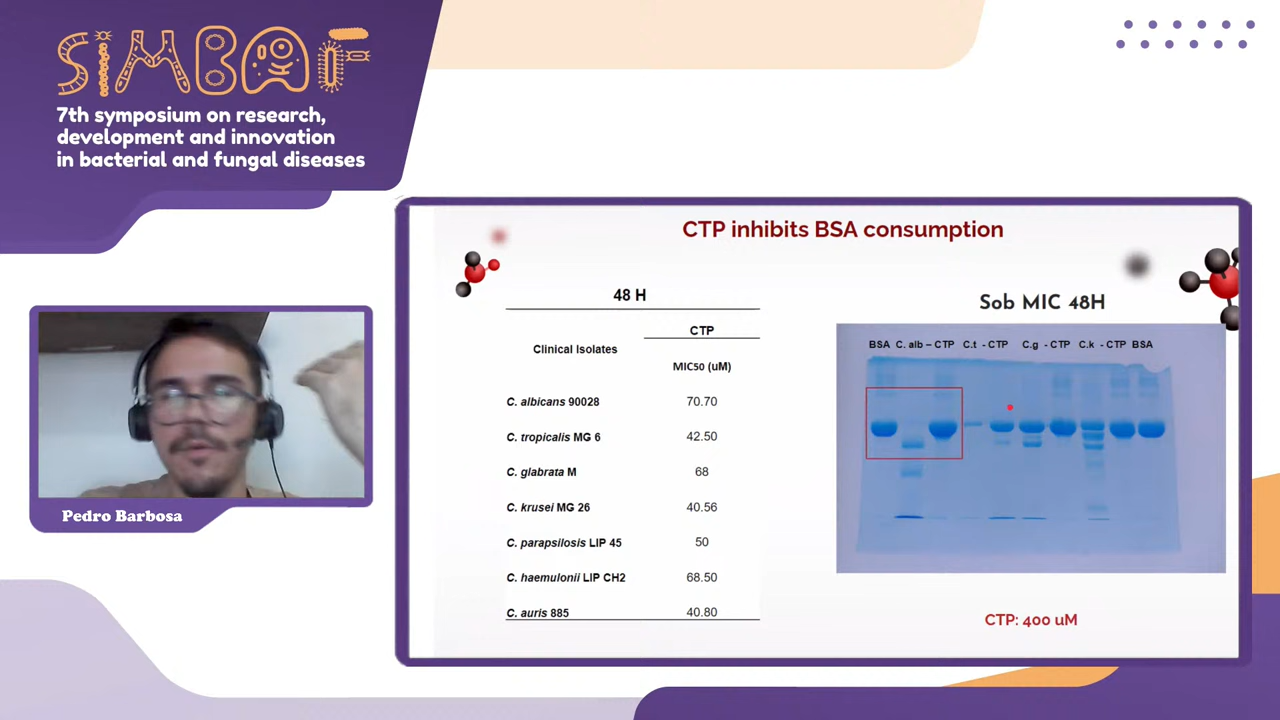 SIMBAF
7th symposium on research,
development and innovation
in bacterial and fungal diseases
Pedro Barbosa
CTP inhibits BSA consumption
48 H
CTP
Clinical Isolates
MIC50 (uM)
C. albicans 90028 70.70
C. tropicalis MG 6 42.50
C. glabrata M 68
C. krusei MG 26 40.56
C. parapsilosis LIP 45 50
C. haemulonii LIP CH2 68.50
C. auris 885 40.80
Sob MIC 48H
BSA C. alb – CTP C.t - CTP C.g - CTP C.k - CTP BSA
CTP: 400 uM